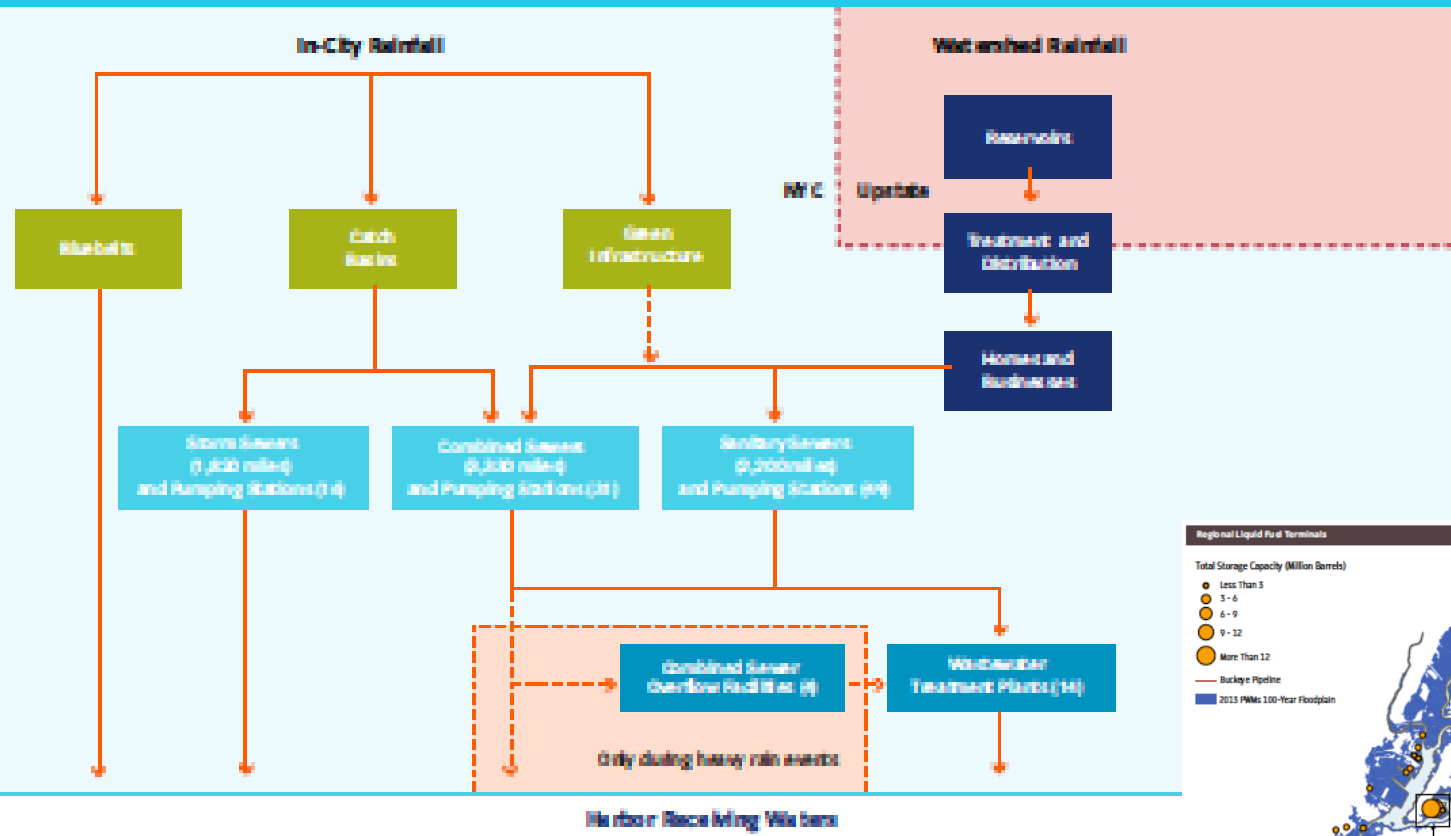 In-City Rainfall
Watershed Rainfall
Reservoirs
NYC
Upstate
Bluebelts
Catch
Basins
Green
Infrastructure
Treatment and
Distribution
Homes and
Businesses
Storm Sewers
miles)
and Pumping Stations
Combined Sewers
miles)
and Pumping Stations
Sanitary Sewers
miles)
and Pumping Stations
Combined Sewer
Overflow Facilities
Wastewater
Treatment Plants (14)
Only during heavy rain events
Harbor Receiving Waters
Regional Liquid Fuel Terminals
Total Storage Capacity (Million Barrels)
Less Than 3
3 - 6
6 - 9
9 - 12
More Than 12
Buckeye Pipeline
2013 PWMs 100-Year Floodplain